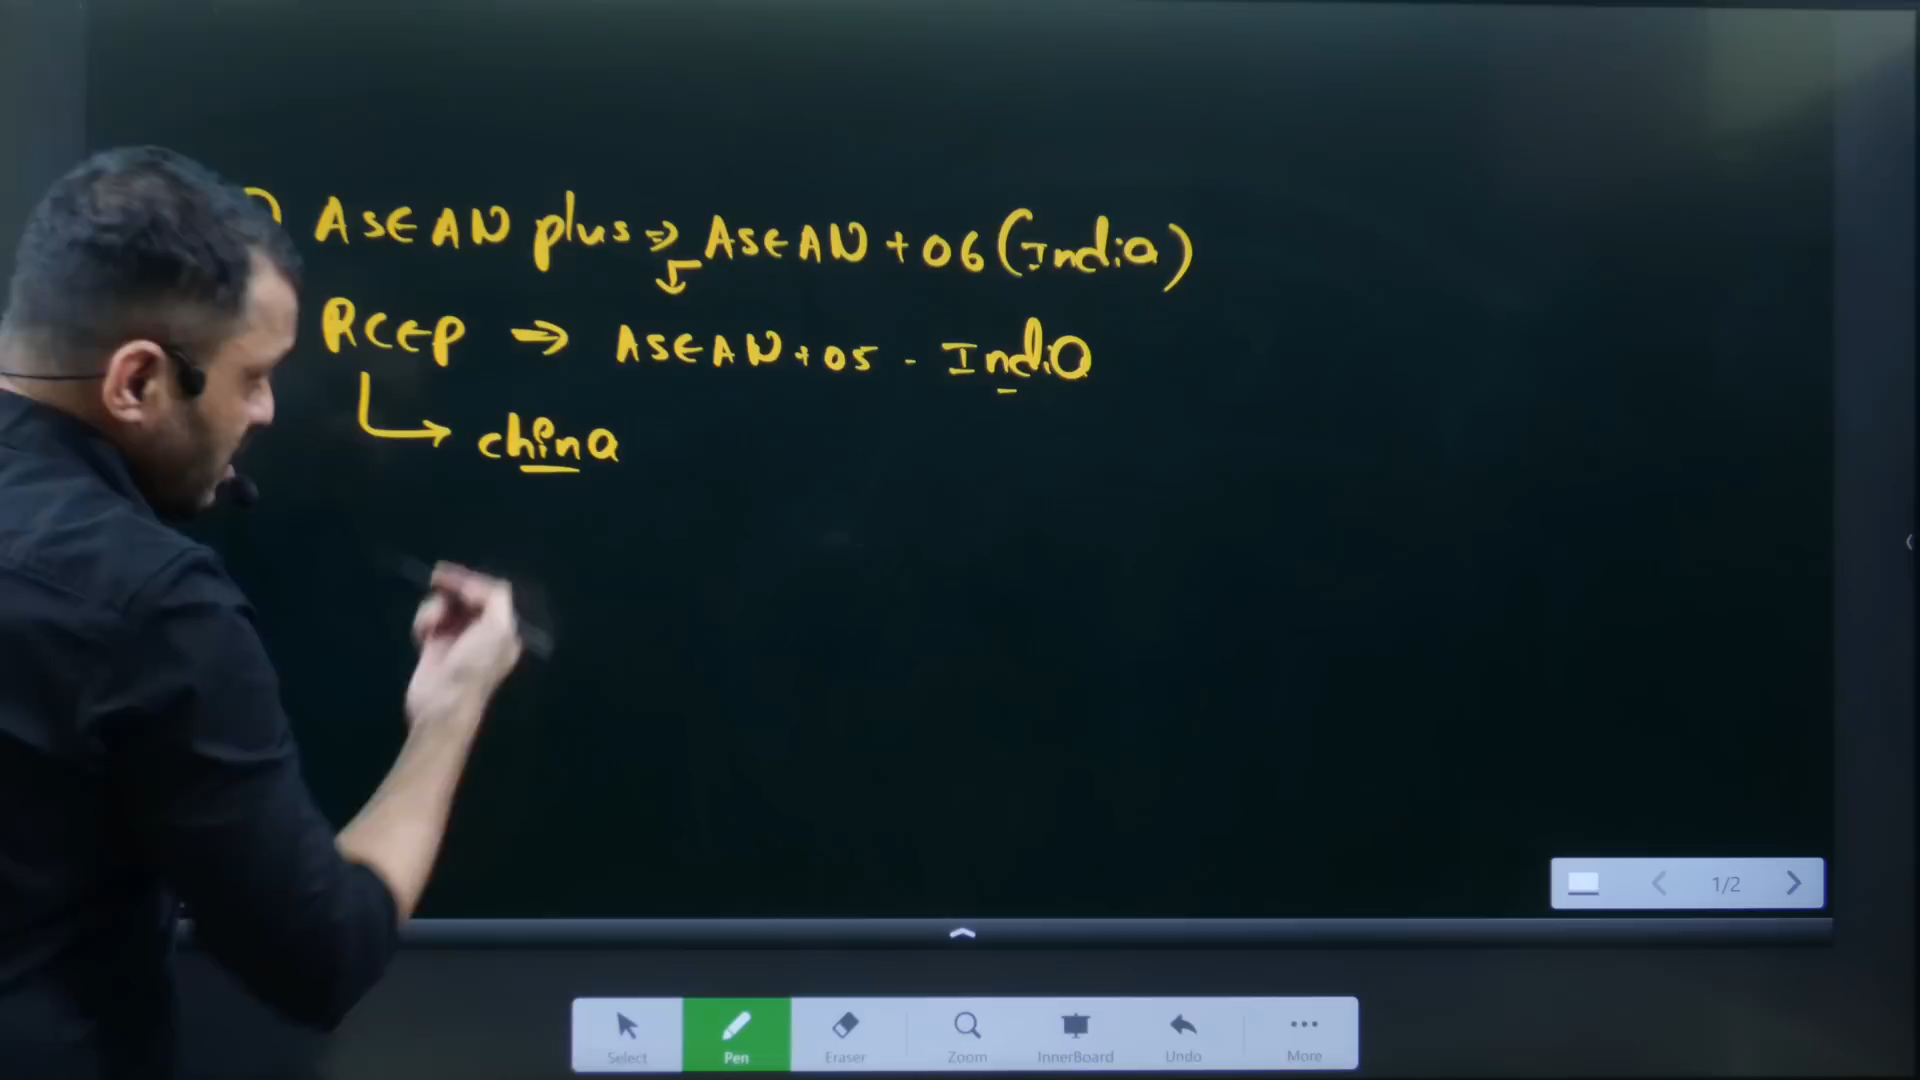 ASEAN plus ⇒ ASEAN + 06 (India)
RCEP → ASEAN + 05 - India
china
1/2
Select Pen Eraser Zoom InnerBoard Undo More